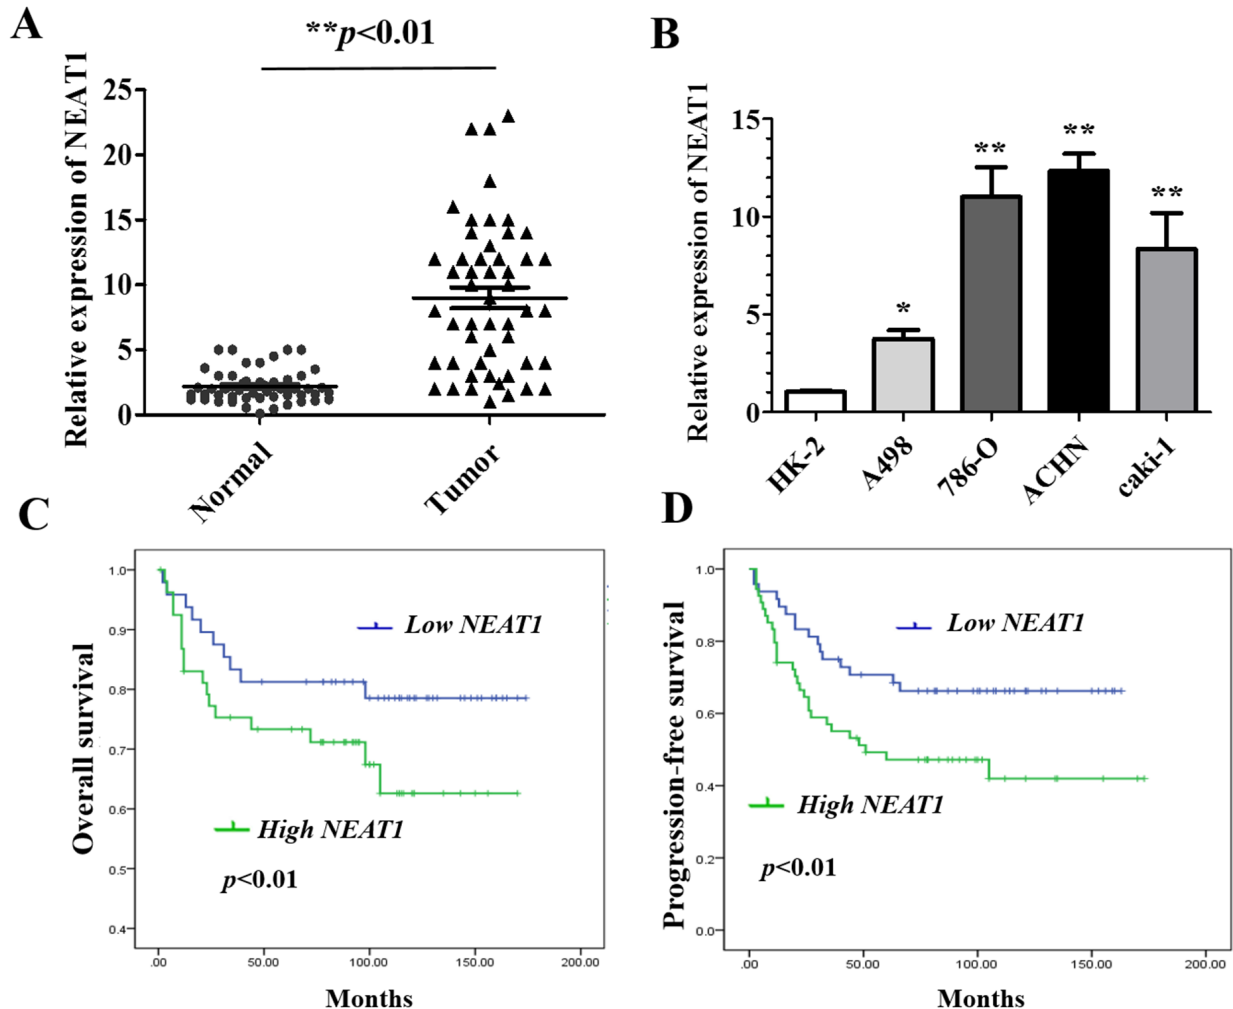 A
**p<0.01
Relative expression of NEAT1
25
20
15
10
5
0
Normal
Tumor
B
Relative expression of NEAT1
15
10
5
0
*
**
**
**
HK-2
A498
786-O
ACHN
caki-1
C
Overall survival
1.0
0.9
0.8
0.7
0.6
0.5
0.4
Low NEAT1
High NEAT1
p<0.01
.00
50.00
100.00
150.00
200.00
Months
D
Progression-free survival
1.0
0.8
0.6
0.4
0.2
0.0
Low NEAT1
High NEAT1
p<0.01
.00
50.00
100.00
150.00
200.00
Months